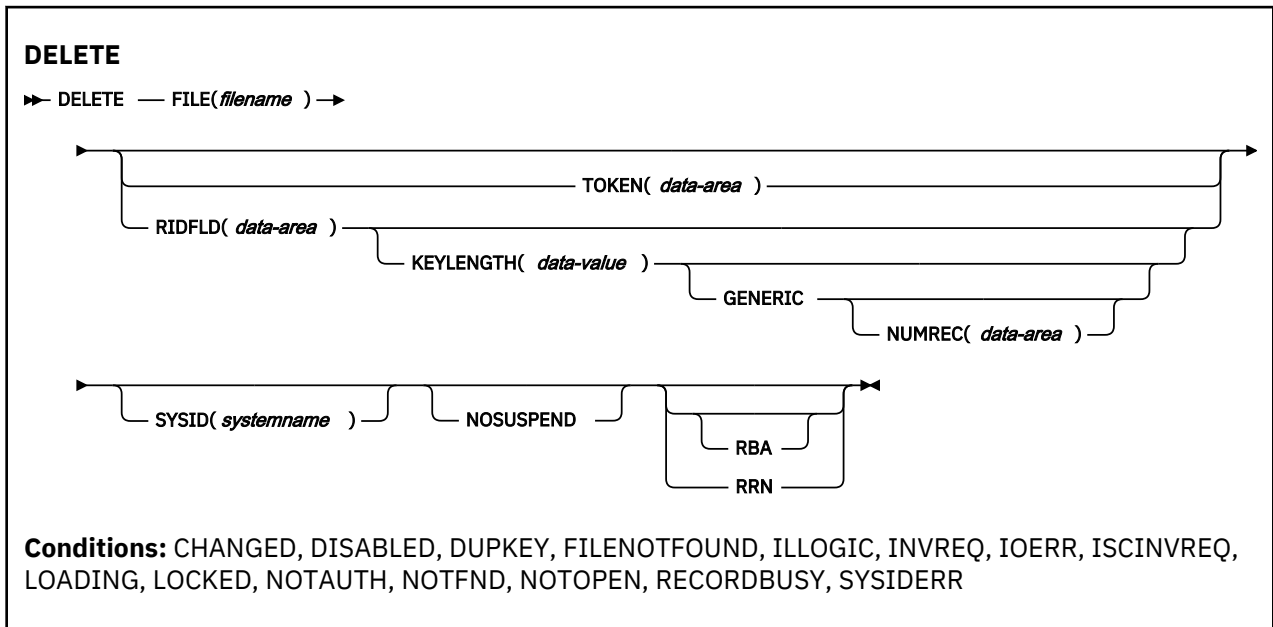 DELETE
DELETE FILE(filename )
TOKEN( data-area )
RIDFLD( data-area )
KEYLENGTH( data-value )
GENERIC
NUMREC( data-area )
SYSID( systemname ) NOSUSPEND
RBA
RRN
Conditions: CHANGED, DISABLED, DUPKEY, FILENOTFOUND, ILLOGIC, INVREQ, IOERR, ISCINVREQ,
LOADING, LOCKED, NOTAUTH, NOTFND, NOTOPEN, RECORDBUSY, SYSIDERR